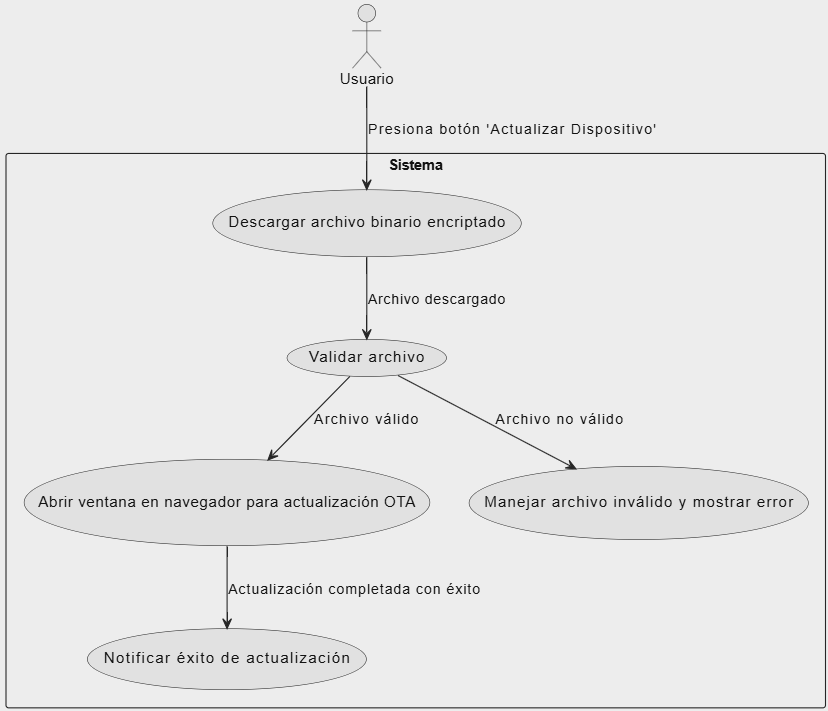 Usuario
Presiona botón 'Actualizar Dispositivo'
Sistema
Descargar archivo binario encriptado
Archivo descargado
Validar archivo
Archivo válido
Archivo no válido
Abrir ventana en navegador para actualización OTA
Manejar archivo inválido y mostrar error
Actualización completada con éxito
Notificar éxito de actualización